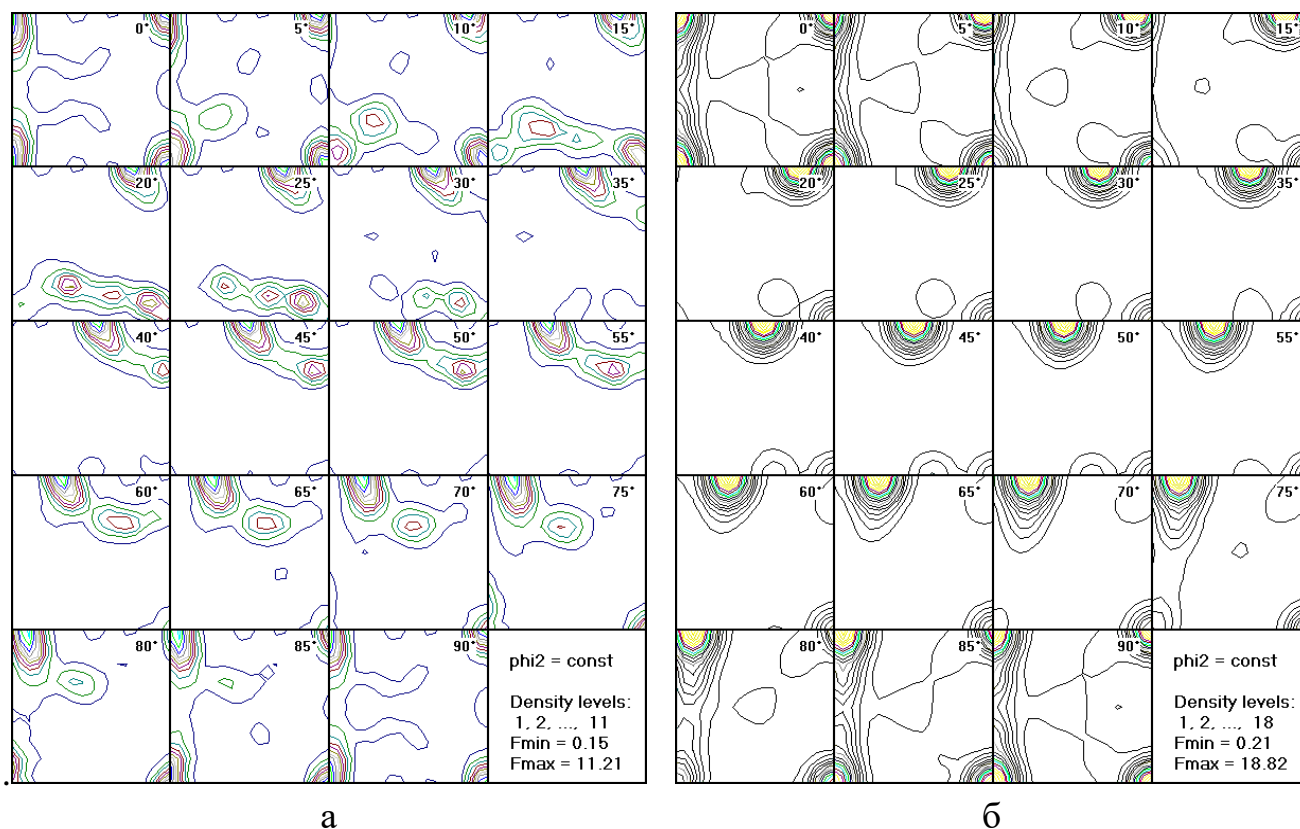 0° 5° 10° 15°
20° 25° 30° 35°
40° 45° 50° 55°
60° 65° 70° 75°
80° 85° 90°
phi2 = const
Density levels:
1, 2, ..., 11
Fmin = 0.15
Fmax = 11.21
а
0° 5° 10° 15°
20° 25° 30° 35°
40° 45° 50° 55°
60° 65° 70° 75°
80° 85° 90°
phi2 = const
Density levels:
1, 2, ..., 18
Fmin = 0.21
Fmax = 18.82
б